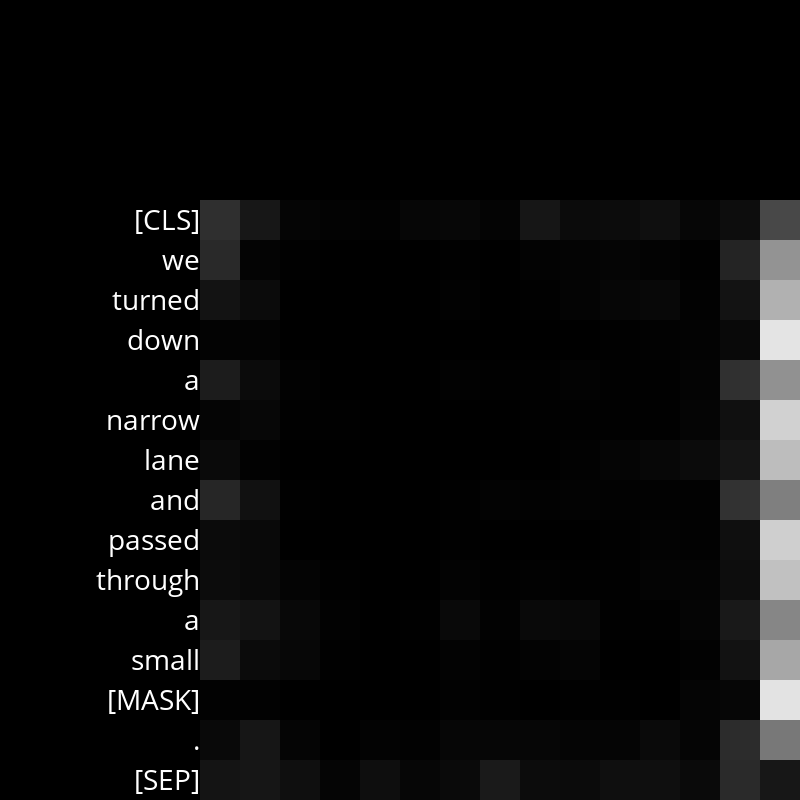 [CLS]
we
turned
down
a
narrow
lane
and
passed
through
a
small
[MASK]
.
[SEP]